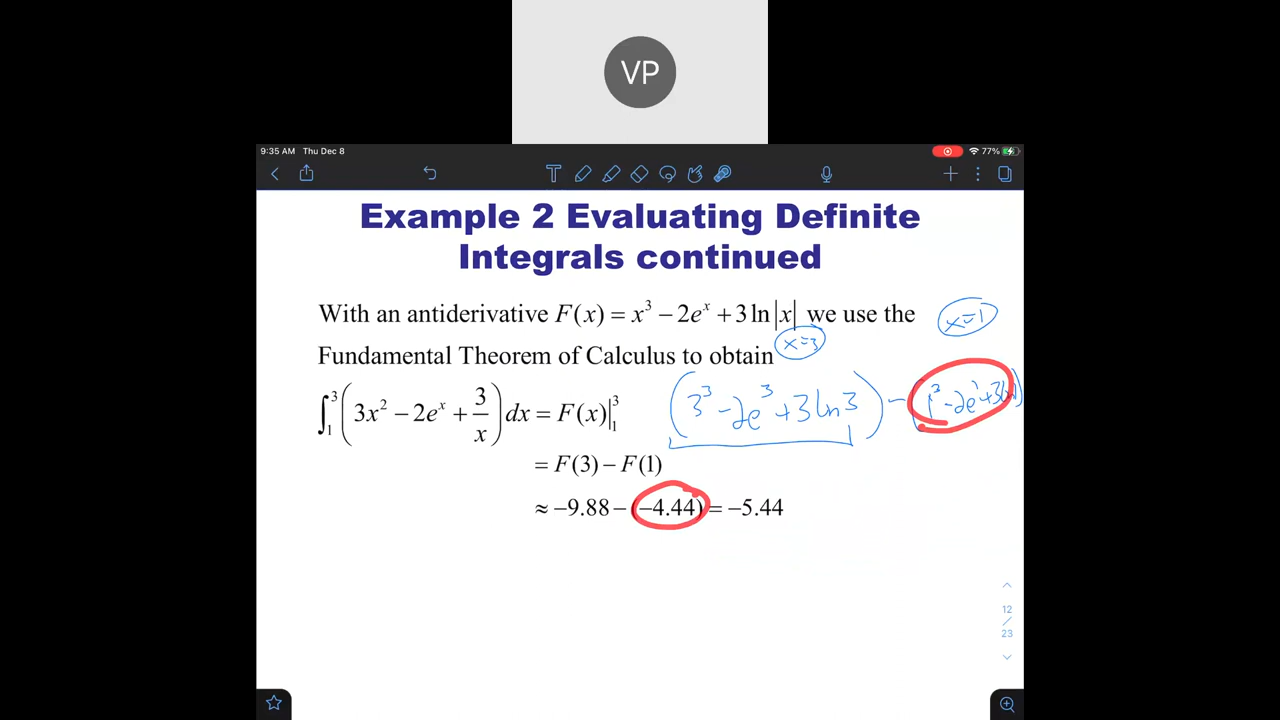 VP
9:35 AM Thu Dec 8
77%
T
Example 2 Evaluating Definite
Integrals continued
With an antiderivative F(x) = x³ − 2eˣ + 3 ln|x| we use the
x=1
Fundamental Theorem of Calculus to obtain
x=3
∫₁³ (3x² − 2eˣ + 3/x) dx = F(x)|₁³
(3³ − 2e³ + 3 ln 3) − (1³ − 2e¹ + 3 ln 1)
= F(3) − F(1)
≈ −9.88 − (−4.44) = −5.44
12
/
23